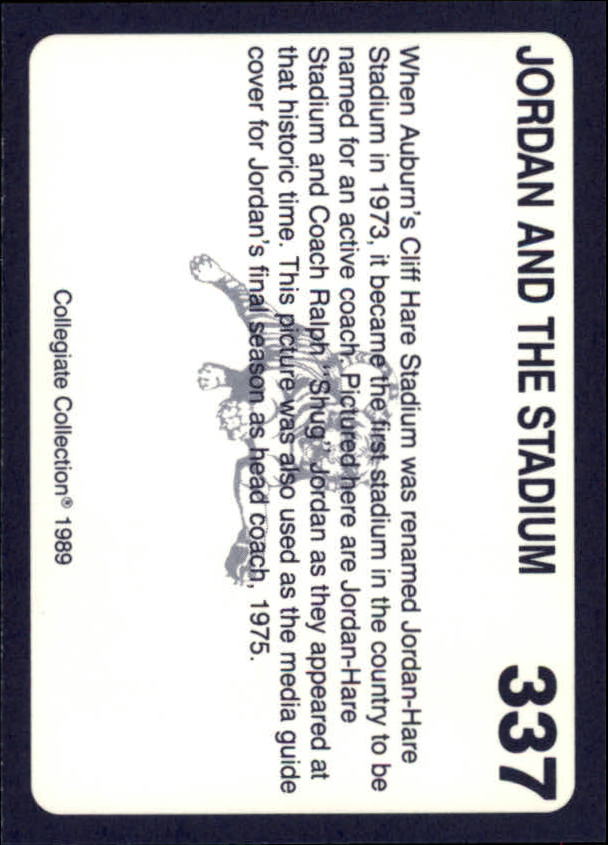 JORDAN AND THE STADIUM 337
When Auburn's Cliff Hare Stadium was renamed Jordan-Hare
Stadium in 1973, it became the first stadium in the country to be
named for an active coach. Pictured here are Jordan-Hare
Stadium and Coach Ralph "Shug" Jordan as they appeared at
that historic time. This picture was also used as the media guide
cover for Jordan's final season as head coach, 1975.
Collegiate Collection® 1989